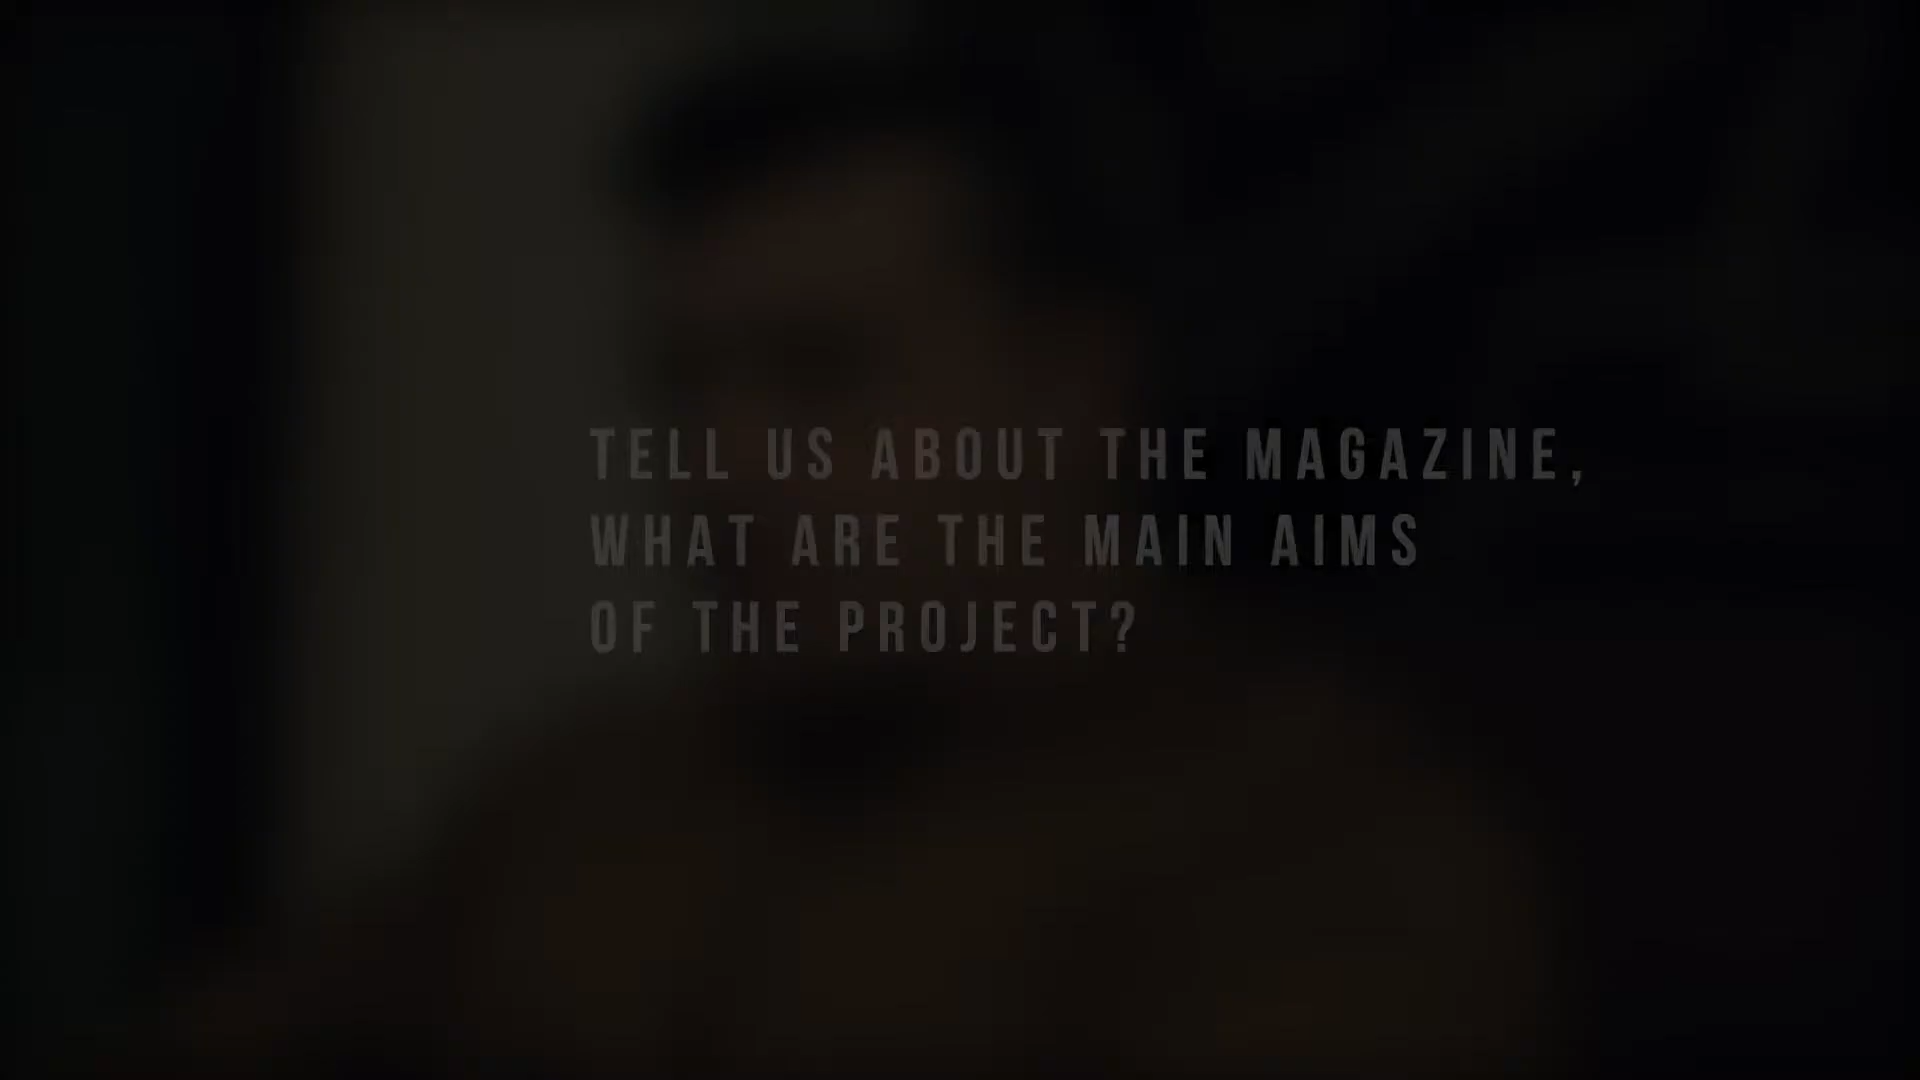 TELL US ABOUT THE MAGAZINE,
WHAT ARE THE MAIN AIMS
OF THE PROJECT?